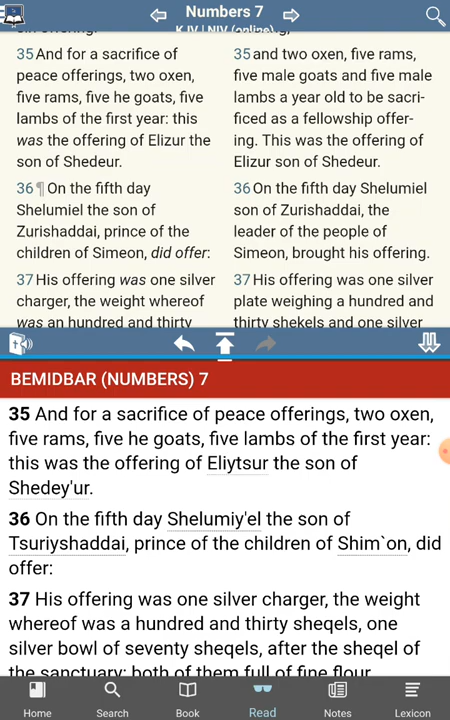 Numbers 7
KJV | NIV (online)
35 And for a sacrifice of
peace offerings, two oxen,
five rams, five he goats, five
lambs of the first year: this
was the offering of Elizur the
son of Shedeur.
36 ¶ On the fifth day
Shelumiel the son of
Zurishaddai, prince of the
children of Simeon, did offer:
37 His offering was one silver
charger, the weight whereof
was an hundred and thirty
35 and two oxen, five rams,
five male goats and five male
lambs a year old to be sacri-
ficed as a fellowship offer-
ing. This was the offering of
Elizur son of Shedeur.
36 On the fifth day Shelumiel
son of Zurishaddai, the
leader of the people of
Simeon, brought his offering.
37 His offering was one silver
plate weighing a hundred and
thirty shekels and one silver
BEMIDBAR (NUMBERS) 7
35 And for a sacrifice of peace offerings, two oxen,
five rams, five he goats, five lambs of the first year:
this was the offering of Eliytsur the son of
Shedey'ur.
36 On the fifth day Shelumiy'el the son of
Tsuriyshaddai, prince of the children of Shim`on, did
offer:
37 His offering was one silver charger, the weight
whereof was a hundred and thirty sheqels, one
silver bowl of seventy sheqels, after the sheqel of
the sanctuary; both of them full of fine flour
Home
Search
Book
Read
Notes
Lexicon